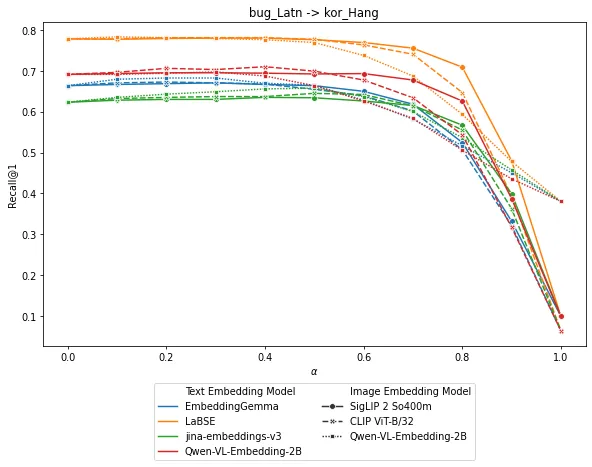 bug_Latn -> kor_Hang
Recall@1
0.8
0.7
0.6
0.5
0.4
0.3
0.2
0.1
0.0 0.2 0.4 0.6 0.8 1.0
α
Text Embedding Model
EmbeddingGemma
LaBSE
jina-embeddings-v3
Qwen-VL-Embedding-2B
Image Embedding Model
SigLIP 2 So400m
CLIP ViT-B/32
Qwen-VL-Embedding-2B